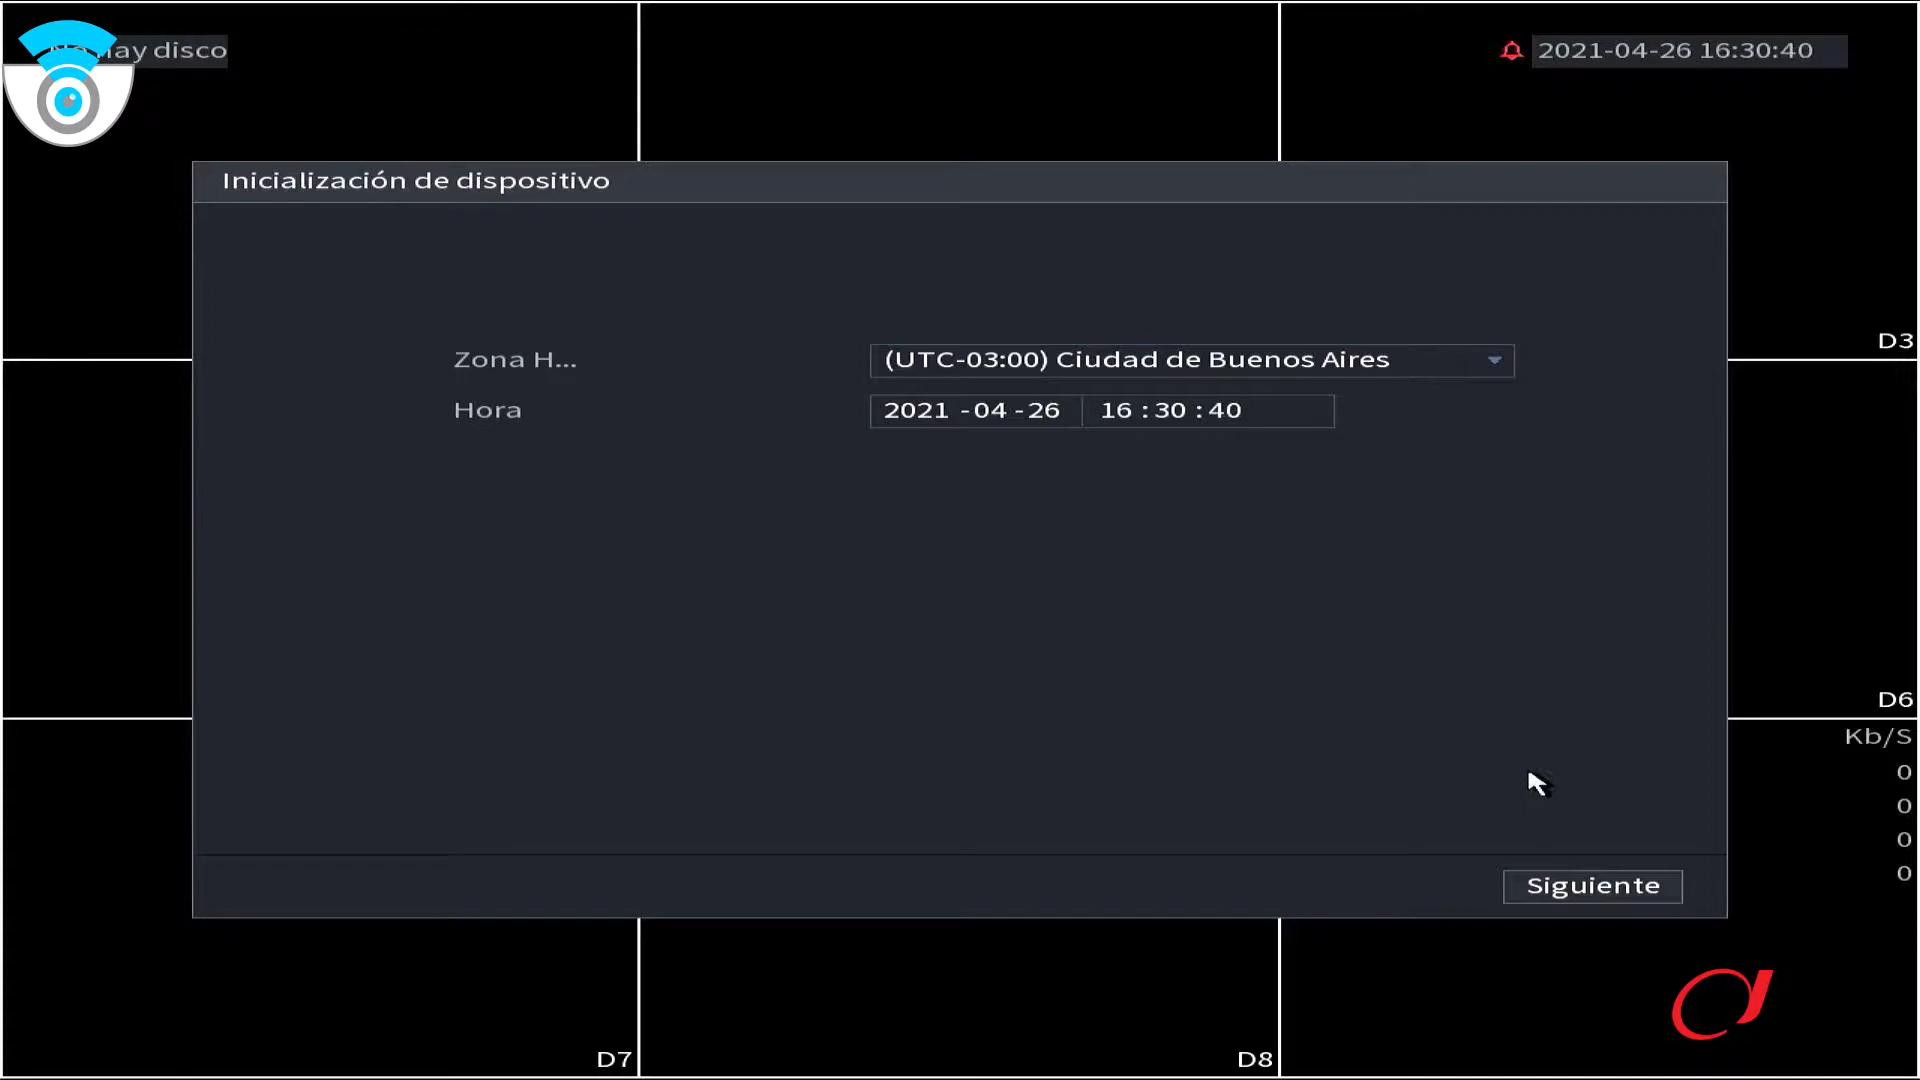 hay disco
2021-04-26 16:30:40
Inicialización de dispositivo
D3
Zona H...
(UTC-03:00) Ciudad de Buenos Aires
Hora
2021 -04 -26
16 : 30 : 40
D6
Kb/S
0
0
0
0
Siguiente
D7
D8